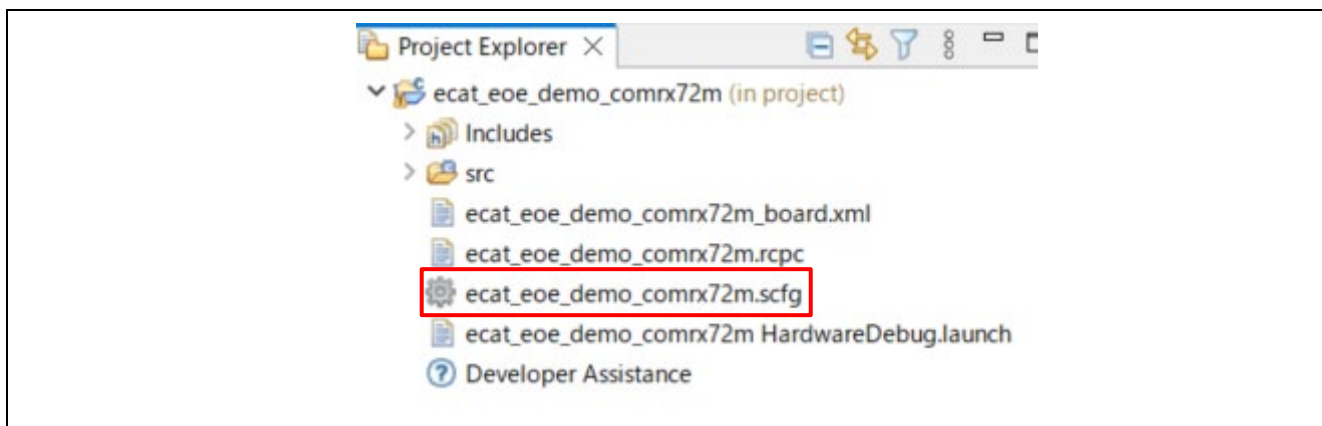 Project Explorer
ecat_eoe_demo_comrx72m (in project)
Includes
src
ecat_eoe_demo_comrx72m_board.xml
ecat_eoe_demo_comrx72m.rcpc
ecat_eoe_demo_comrx72m.scfg
ecat_eoe_demo_comrx72m HardwareDebug.launch
Developer Assistance